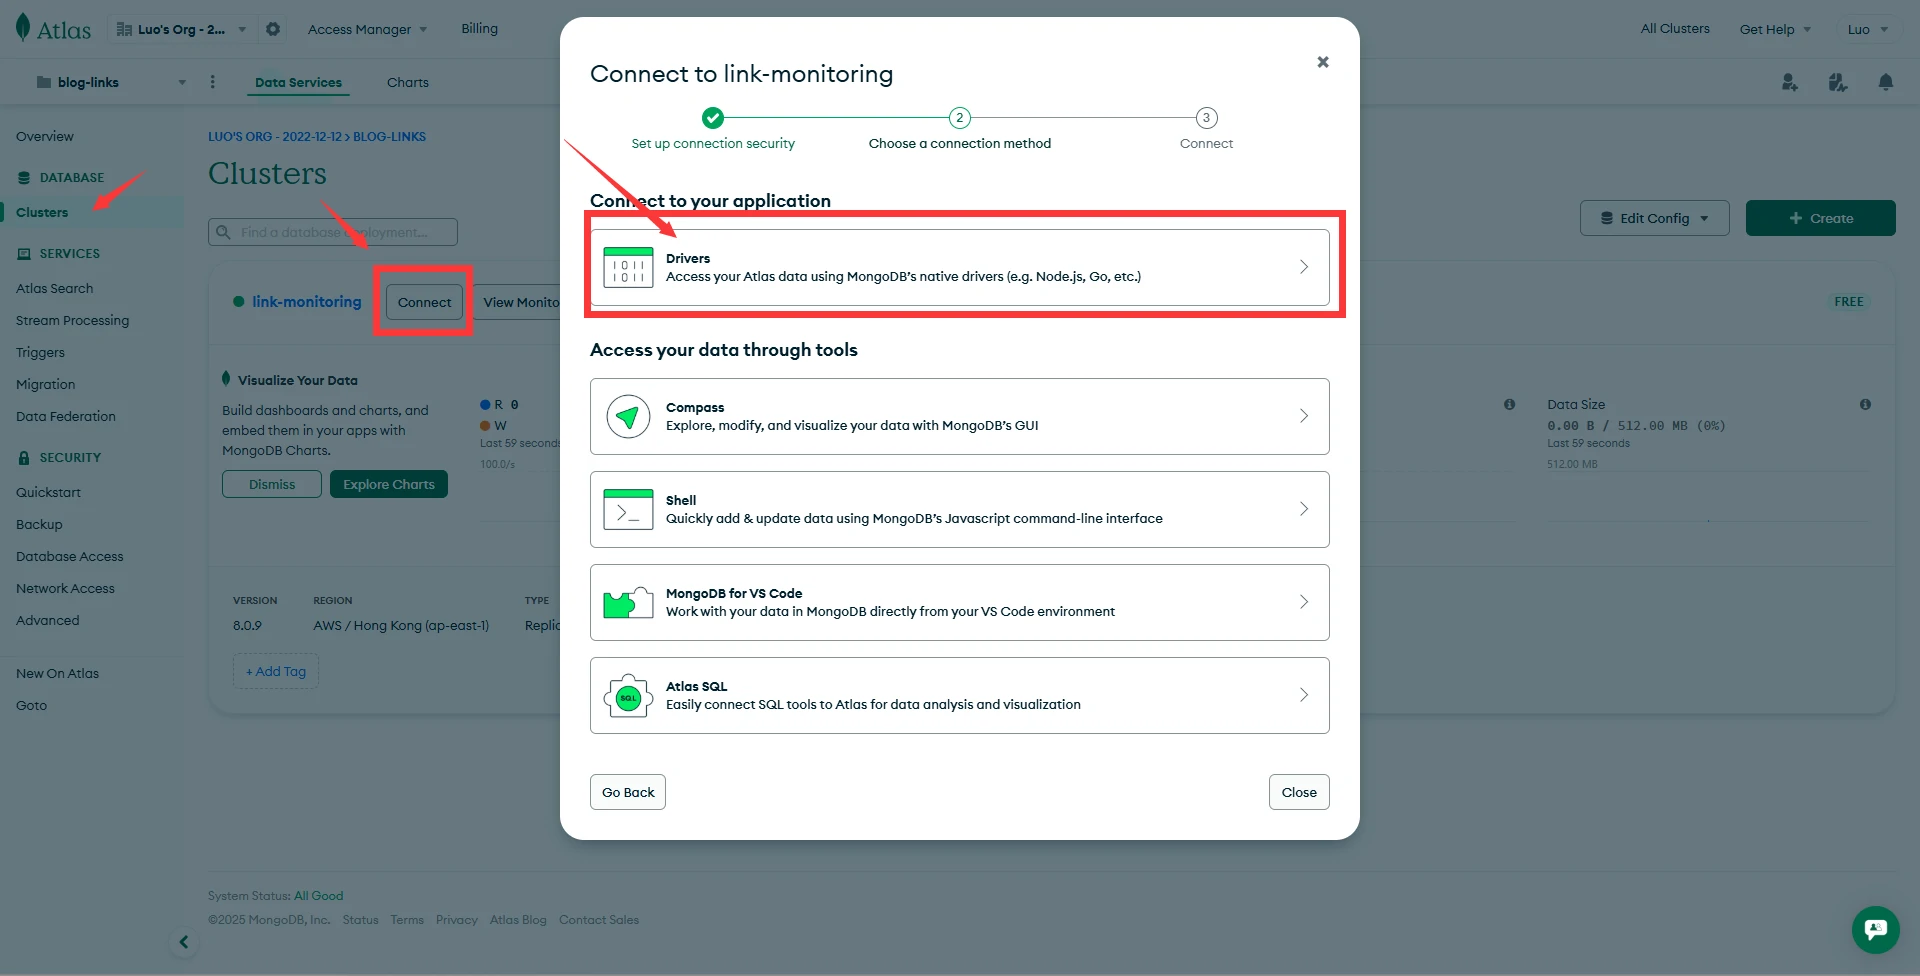 Atlas
Luo's Org - 2...
Access Manager
Billing
All Clusters
Get Help
Luo
blog-links
Data Services
Charts
Overview
DATABASE
Clusters
SERVICES
Atlas Search
Stream Processing
Triggers
Migration
Data Federation
SECURITY
Quickstart
Backup
Database Access
Network Access
Advanced
New On Atlas
Goto
LUO'S ORG - 2022-12-12 > BLOG-LINKS
Clusters
Find a database deployment...
Edit Config
+ Create
link-monitoring
Connect
View Monito
FREE
Visualize Your Data
Build dashboards and charts, and
embed them in your apps with
MongoDB Charts.
Dismiss
Explore Charts
R 0
W
Last 59 seconds
100.0/s
Data Size
0.00 B / 512.00 MB (0%)
Last 59 seconds
512.00 MB
VERSION
REGION
TYPE
8.0.9
AWS / Hong Kong (ap-east-1)
Replic
+ Add Tag
Connect to link-monitoring
2
3
Set up connection security
Choose a connection method
Connect
Connect to your application
1011
1011
Drivers
Access your Atlas data using MongoDB's native drivers (e.g. Node.js, Go, etc.)
Access your data through tools
Compass
Explore, modify, and visualize your data with MongoDB's GUI
Shell
Quickly add & update data using MongoDB's Javascript command-line interface
MongoDB for VS Code
Work with your data in MongoDB directly from your VS Code environment
SQL
Atlas SQL
Easily connect SQL tools to Atlas for data analysis and visualization
Go Back
Close
System Status: All Good
©2025 MongoDB, Inc.
Status
Terms
Privacy
Atlas Blog
Contact Sales